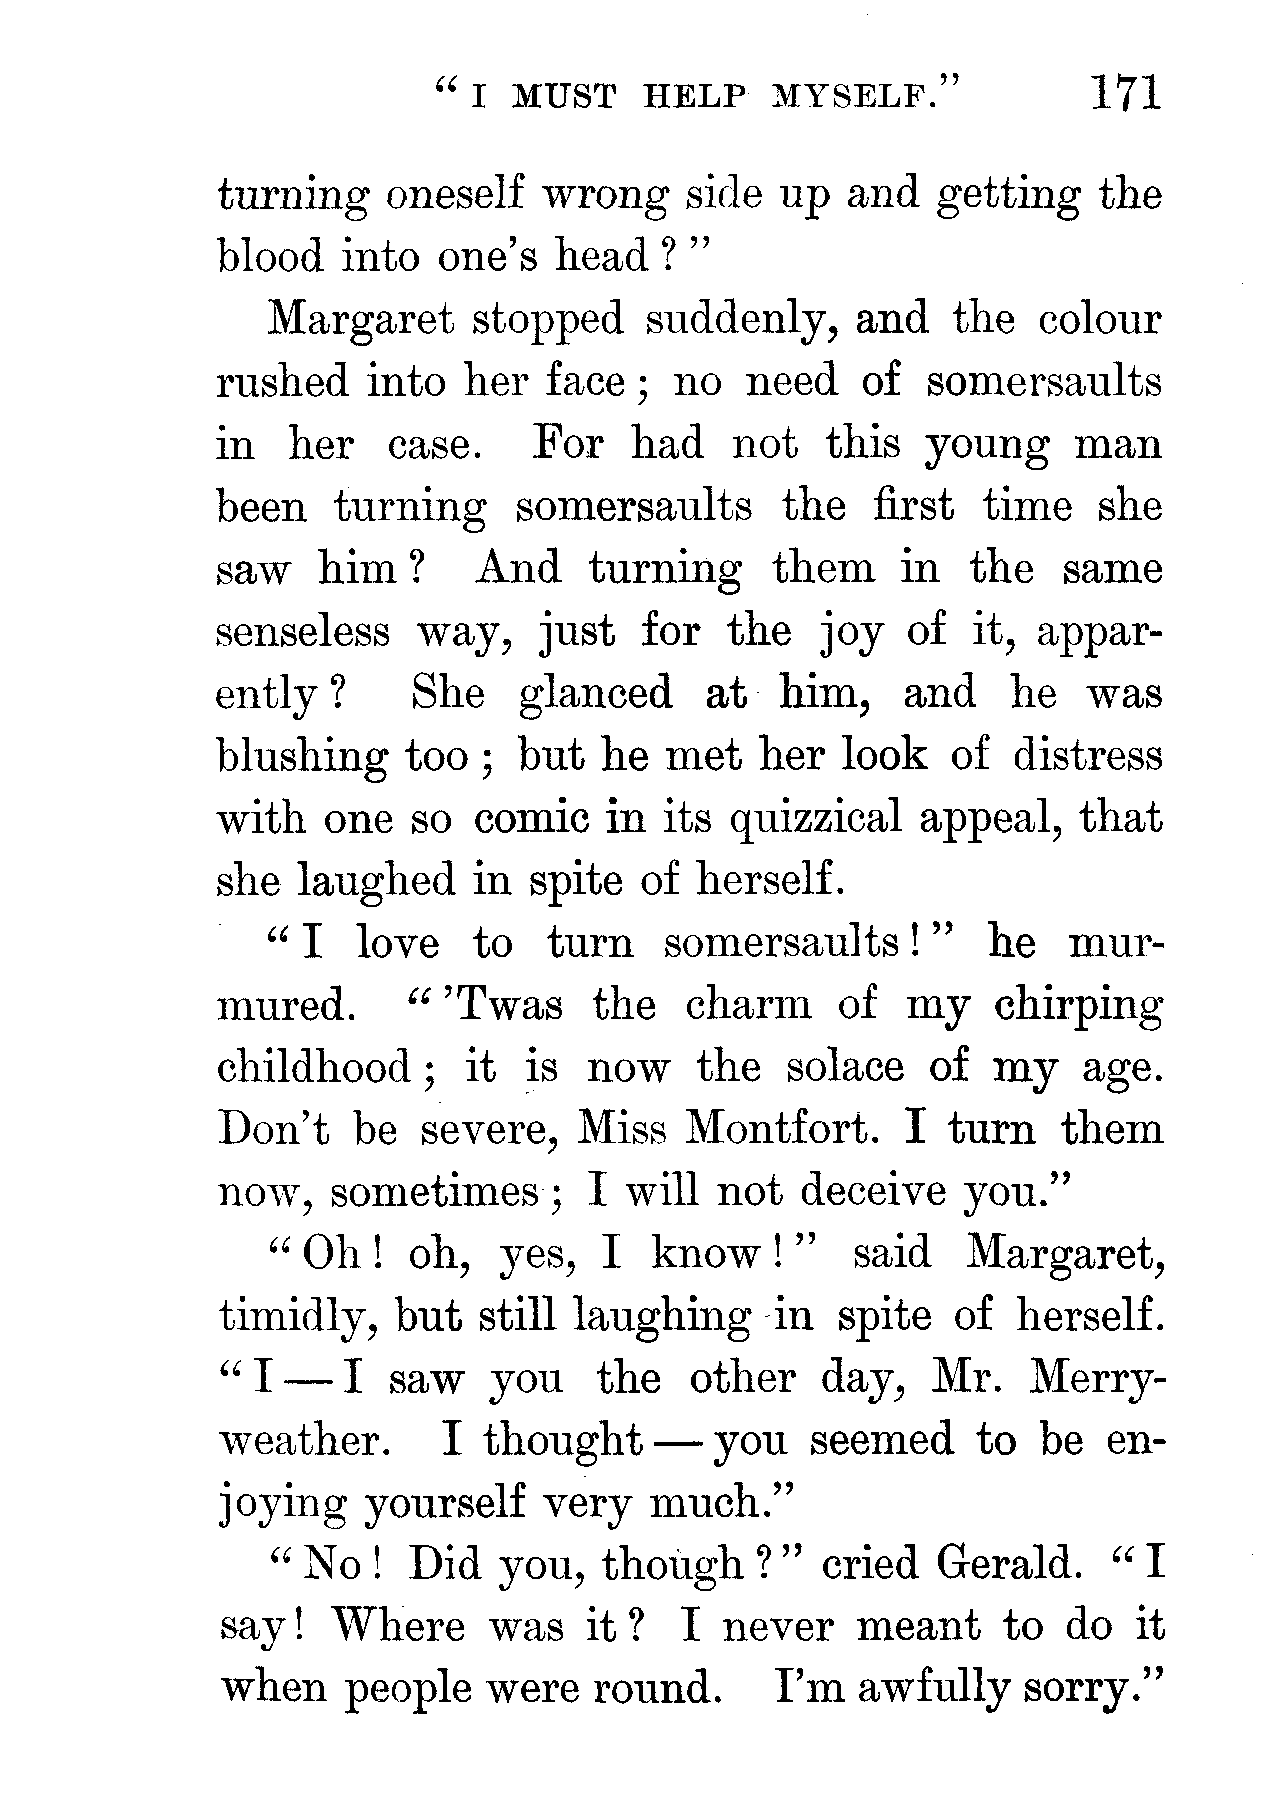 " I MUST HELP MYSELF." 171
turning oneself wrong side up and getting the
blood into one's head ? "
Margaret stopped suddenly, and the colour
rushed into her face ; no need of somersaults
in her case. For had not this young man
been turning somersaults the first time she
saw him ? And turning them in the same
senseless way, just for the joy of it, appar-
ently ? She glanced at him, and he was
blushing too ; but he met her look of distress
with one so comic in its quizzical appeal, that
she laughed in spite of herself.
" I love to turn somersaults ! " he mur-
mured. " 'Twas the charm of my chirping
childhood ; it is now the solace of my age.
Don't be severe, Miss Montfort. I turn them
now, sometimes ; I will not deceive you."
" Oh ! oh, yes, I know ! " said Margaret,
timidly, but still laughing in spite of herself.
" I — I saw you the other day, Mr. Merry-
weather. I thought — you seemed to be en-
joying yourself very much."
" No ! Did you, though ? " cried Gerald. " I
say ! Where was it ? I never meant to do it
when people were round. I'm awfully sorry."